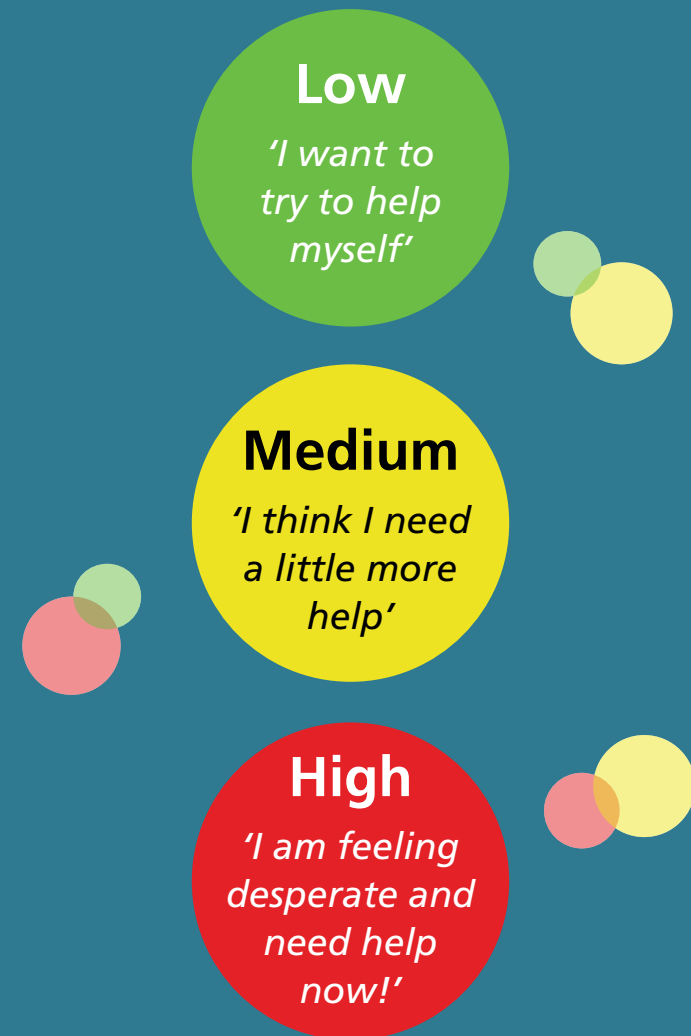 Low
‘I want to
try to help
myself’
Medium
‘I think I need
a little more
help’
High
‘I am feeling
desperate and
need help
now!’